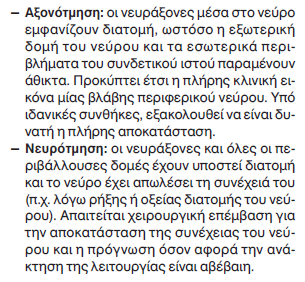 – Αξονότμηση: οι νευράξονες μέσα στο νεύρο
εμφανίζουν διατομή, ωστόσο η εξωτερική
δομή του νεύρου και τα εσωτερικά περι-
βλήματα του συνδετικού ιστού παραμένουν
άθικτα. Προκύπτει έτσι η πλήρης κλινική ει-
κόνα μίας βλάβης περιφερικού νεύρου. Υπό
ιδανικές συνθήκες, εξακολουθεί να είναι δυ-
νατή η πλήρης αποκατάσταση.
– Νευρότμηση: οι νευράξονες και όλες οι πε-
ριβάλλουσες δομές έχουν υποστεί διατομή
και το νεύρο έχει απωλέσει τη συνέχειά του
(π.χ. λόγω ρήξης ή οξείας διατομής του νεύ-
ρου). Απαιτείται χειρουργική επέμβαση για
την αποκατάσταση της συνέχειας του νεύ-
ρου και η πρόγνωση όσον αφορά την ανά-
κτηση της λειτουργίας είναι αβέβαιη.